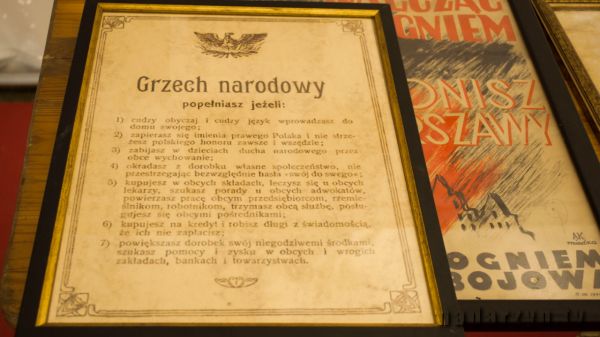 Grzech narodowy
popełniasz jeżeli:
1) cudzy obyczaj i cudzy język wprowadzasz do
domu swojego;
2) zapierasz się imienia prawego Polaka i nie strze-
żesz polskiego honoru zawsze i wszędzie;
3) zabijasz w dzieciach ducha narodowego przez
obce wychowanie;
4) okradasz z dorobku własne społeczeństwo, nie
przestrzegając bezwzględnie hasła »swój do swego«;
5) kupujesz w obcych składach, leczysz się u obcych
lekarzy, szukasz porady u obcych adwokatów,
powierzasz pracę obcym przedsiębiorcom, rzemie-
ślnikom, robotnikom, trzymasz obcą służbę, posłu-
gujesz się obcymi pośrednikami;
6) kupujesz na kredyt i robisz długi z świadomością,
że ich nie zapłacisz;
7) powiększasz dorobek swój niegodziwemi środkami,
szukasz pomocy i zysku w obcych i wrogich
zakładach, bankach i towarzystwach.
CZĄC
GNIEM
ONISZ
RSZAWY
AK
OGNIEM
BOJOWA